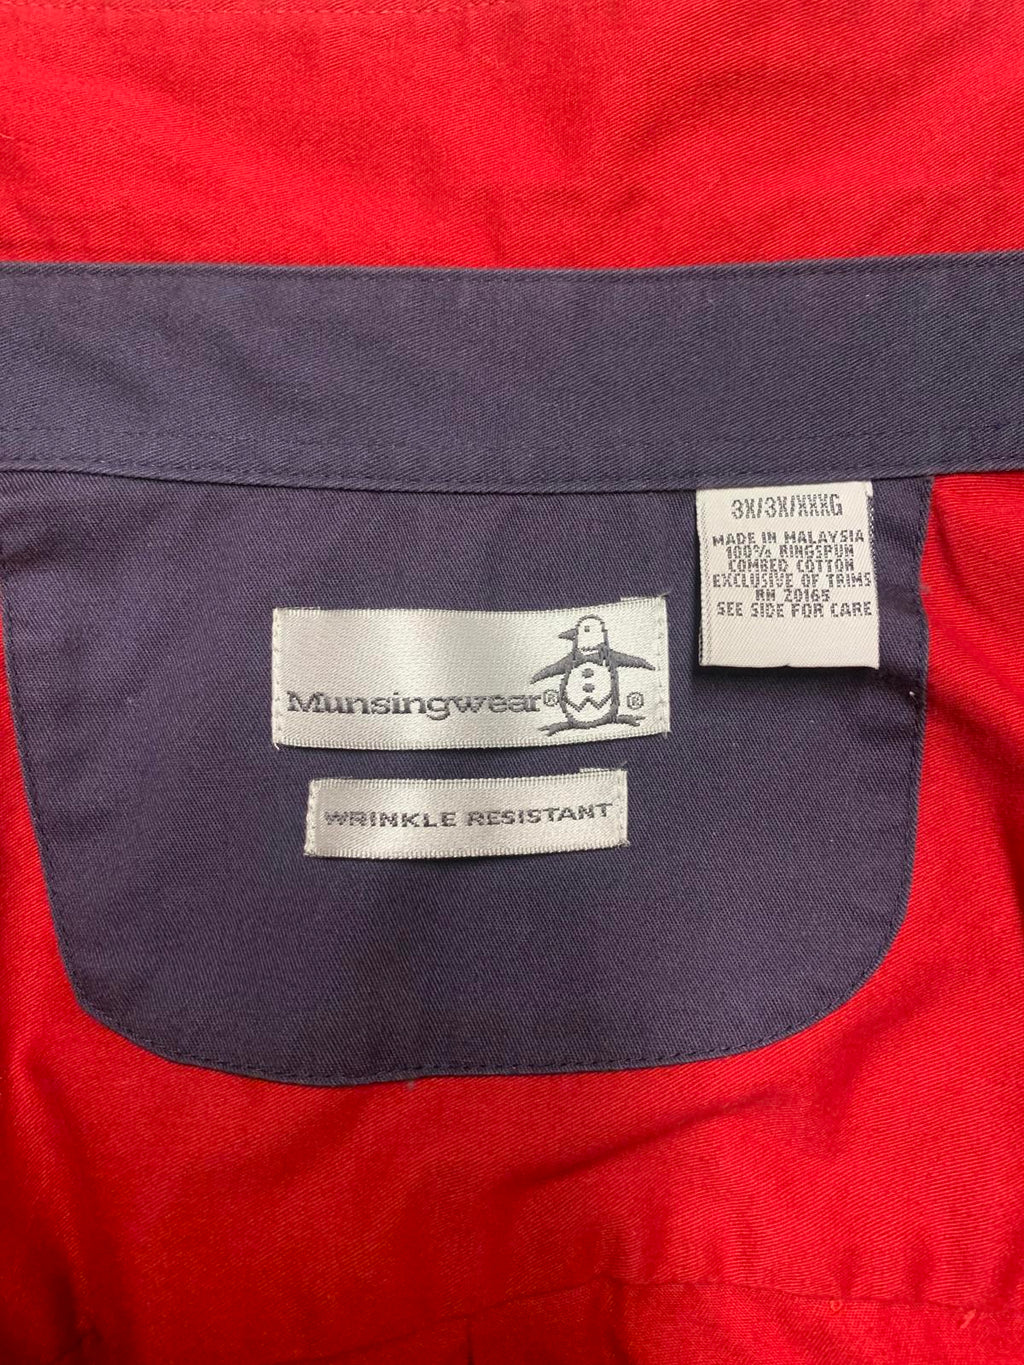 3X/3X/XXXG
MADE IN MALAYSIA
100% RINGSPUN
COMBED COTTON
EXCLUSIVE OF TRIMS
RN 20165
SEE SIDE FOR CARE
Munsingwear® ®
WRINKLE RESISTANT